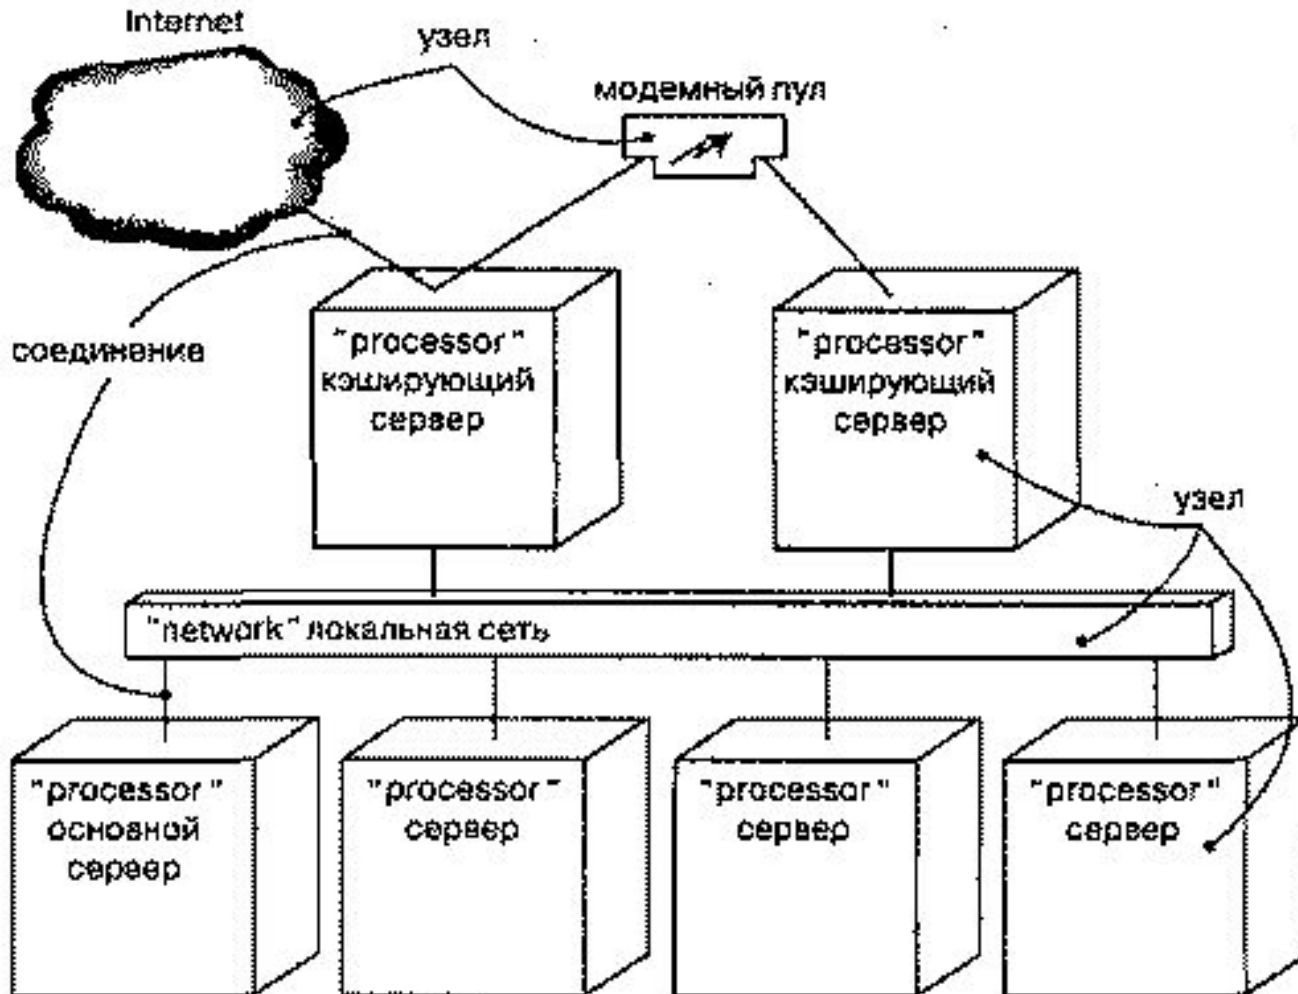 Internet
узел
модемный пул
соединение
"processor"
кэширующий
сервер
"processor"
кэширующий
сервер
узел
"network" локальная сеть
"processor"
основной
сервер
"processor"
сервер
"processor"
сервер
"processor"
сервер